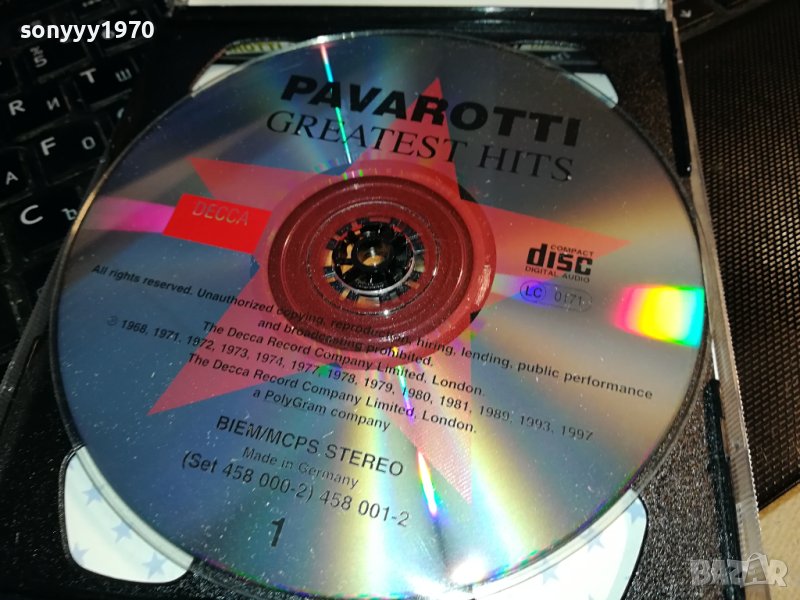 sonyyy1970
PAVAROTTI
GREATEST HITS
DECCA
COMPACT
disc
DIGITAL AUDIO
LC 0171
All rights reserved. Unauthorized copying, reproduction, hiring, lending, public performance
and broadcasting prohibited.
The Decca Record Company Limited, London.
℗ 1968, 1971, 1972, 1973, 1974, 1977, 1978, 1979, 1980, 1981, 1989, 1993, 1997
The Decca Record Company Limited, London.
a PolyGram company
BIEM/MCPS STEREO
Made in Germany
(Set 458 000-2) 458 001-2
1
BAZAR